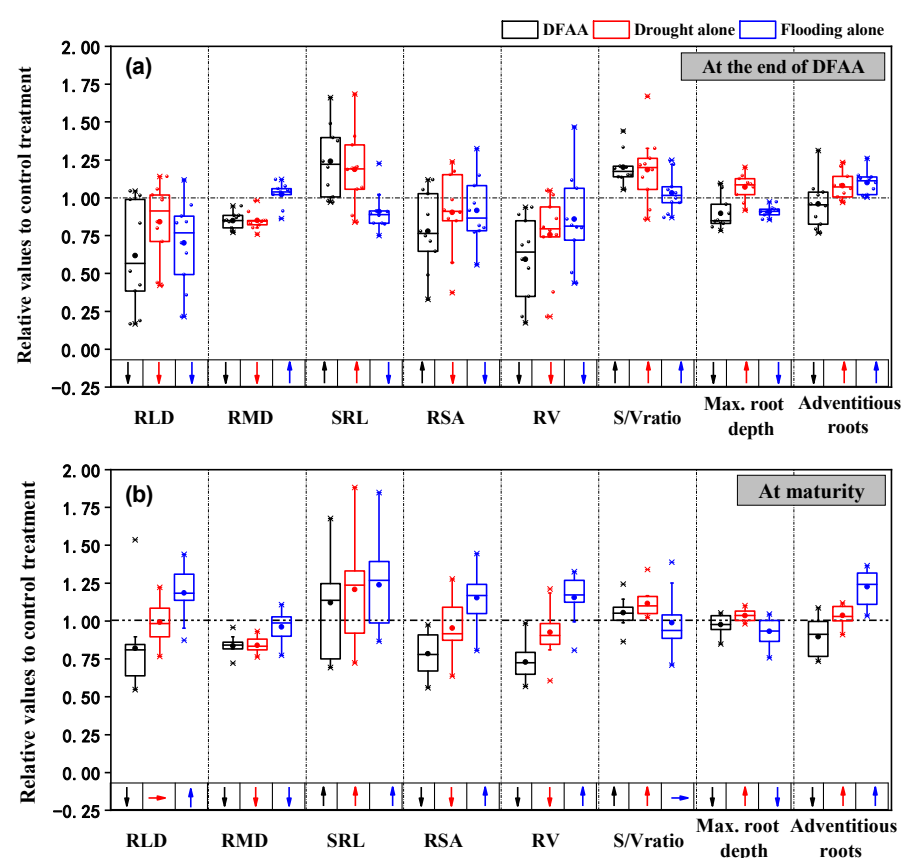 DFAA Drought alone Flooding alone
2. 00
1. 75
1. 50
1. 25
1. 00
0. 75
0. 50
0. 25
0. 00
−0. 25
Relative values to control treatment
(a)
At the end of DFAA
RLD RMD SRL RSA RV S/Vratio Max. root depth Adventitious roots
2. 00
1. 75
1. 50
1. 25
1. 00
0. 75
0. 50
0. 25
0. 00
−0. 25
Relative values to control treatment
(b)
At maturity
RLD RMD SRL RSA RV S/Vratio Max. root depth Adventitious roots